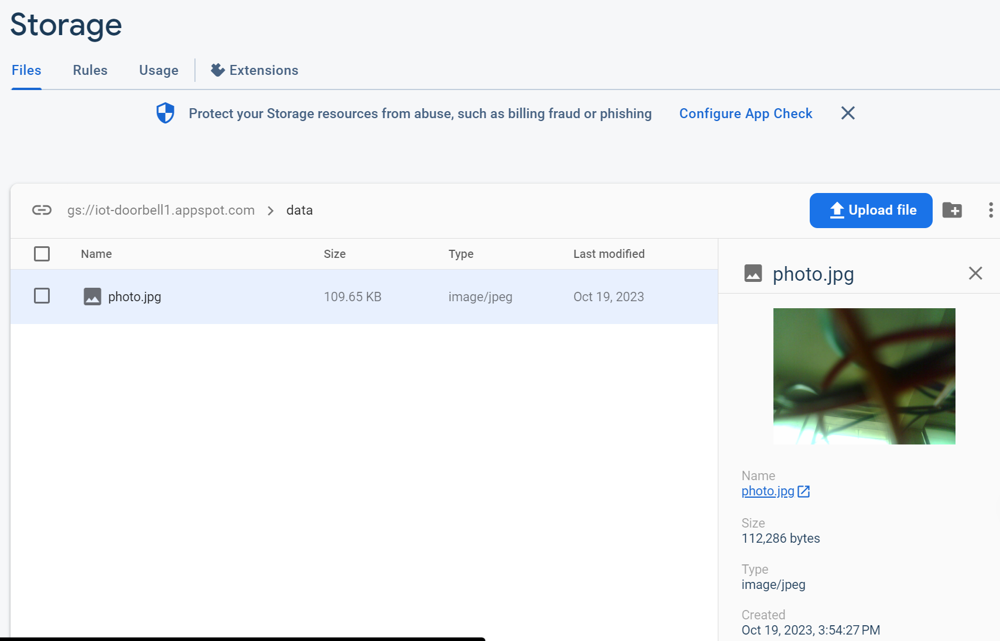 Storage
Files Rules Usage Extensions
Protect your Storage resources from abuse, such as billing fraud or phishing Configure App Check
gs://iot-doorbell1.appspot.com data Upload file
Name Size Type Last modified
photo.jpg 109.65 KB image/jpeg Oct 19, 2023
photo.jpg
Name
photo.jpg
Size
112,286 bytes
Type
image/jpeg
Created
Oct 19, 2023, 3:54:27 PM